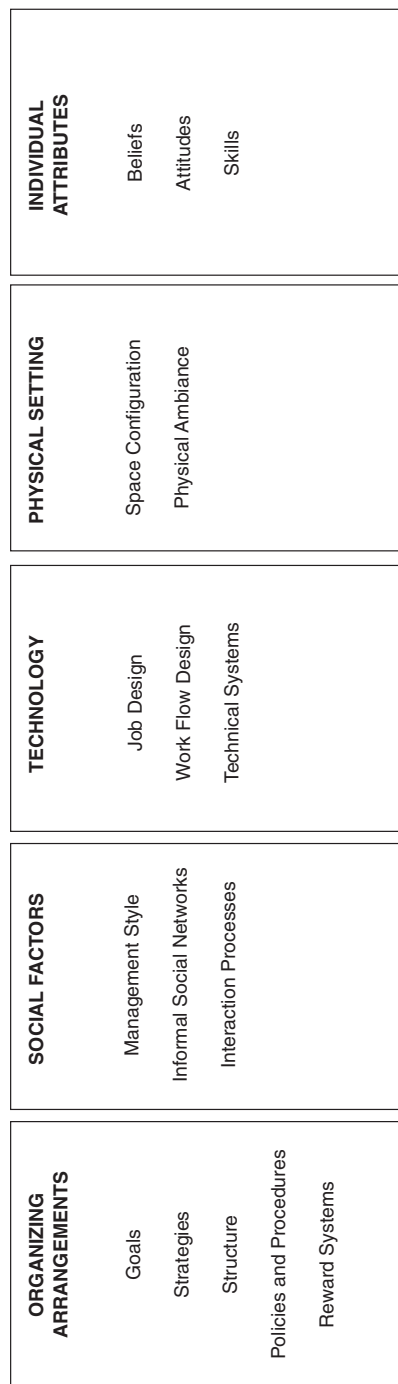 ORGANIZING
ARRANGEMENTS
Goals
Strategies
Structure
Policies and Procedures
Reward Systems
SOCIAL FACTORS
Management Style
Informal Social Networks
Interaction Processes
TECHNOLOGY
Job Design
Work Flow Design
Technical Systems
PHYSICAL SETTING
Space Configuration
Physical Ambiance
INDIVIDUAL
ATTRIBUTES
Beliefs
Attitudes
Skills